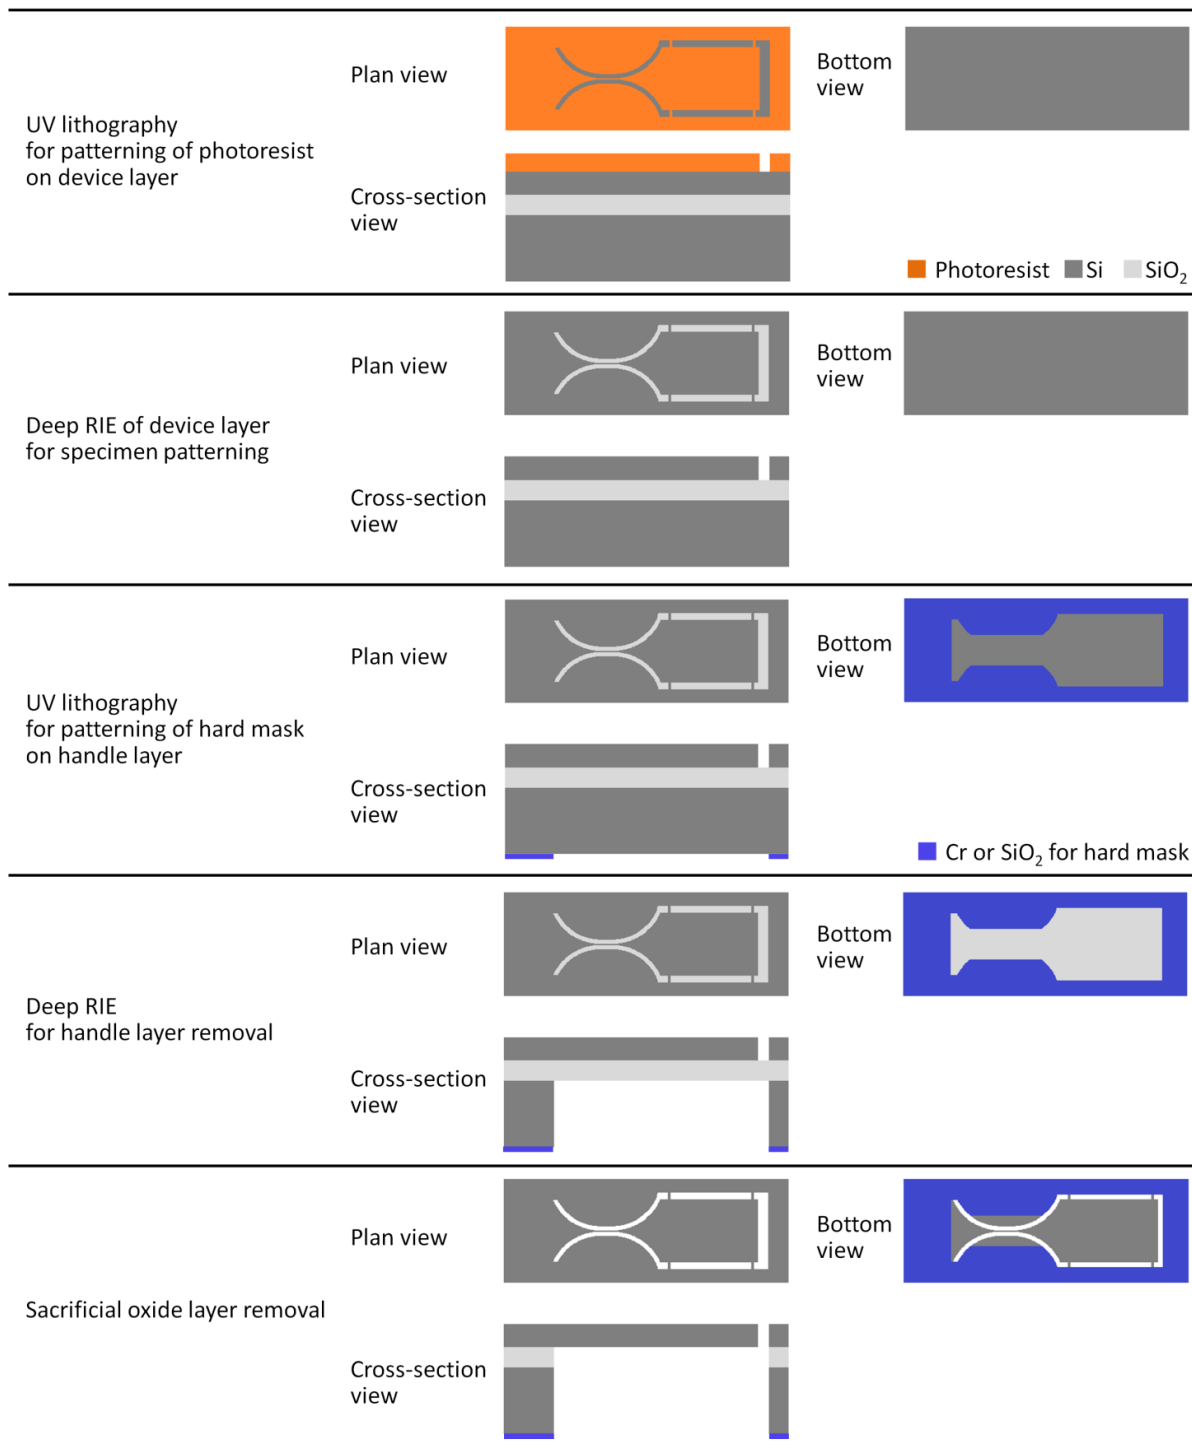 UV lithography
for patterning of photoresist
on device layer
Plan view
Bottom
view
Cross-section
view
Photoresist
Si
SiO2
Deep RIE of device layer
for specimen patterning
Plan view
Bottom
view
Cross-section
view
UV lithography
for patterning of hard mask
on handle layer
Plan view
Bottom
view
Cross-section
view
Cr or SiO2 for hard mask
Deep RIE
for handle layer removal
Plan view
Bottom
view
Cross-section
view
Sacrificial oxide layer removal
Plan view
Bottom
view
Cross-section
view